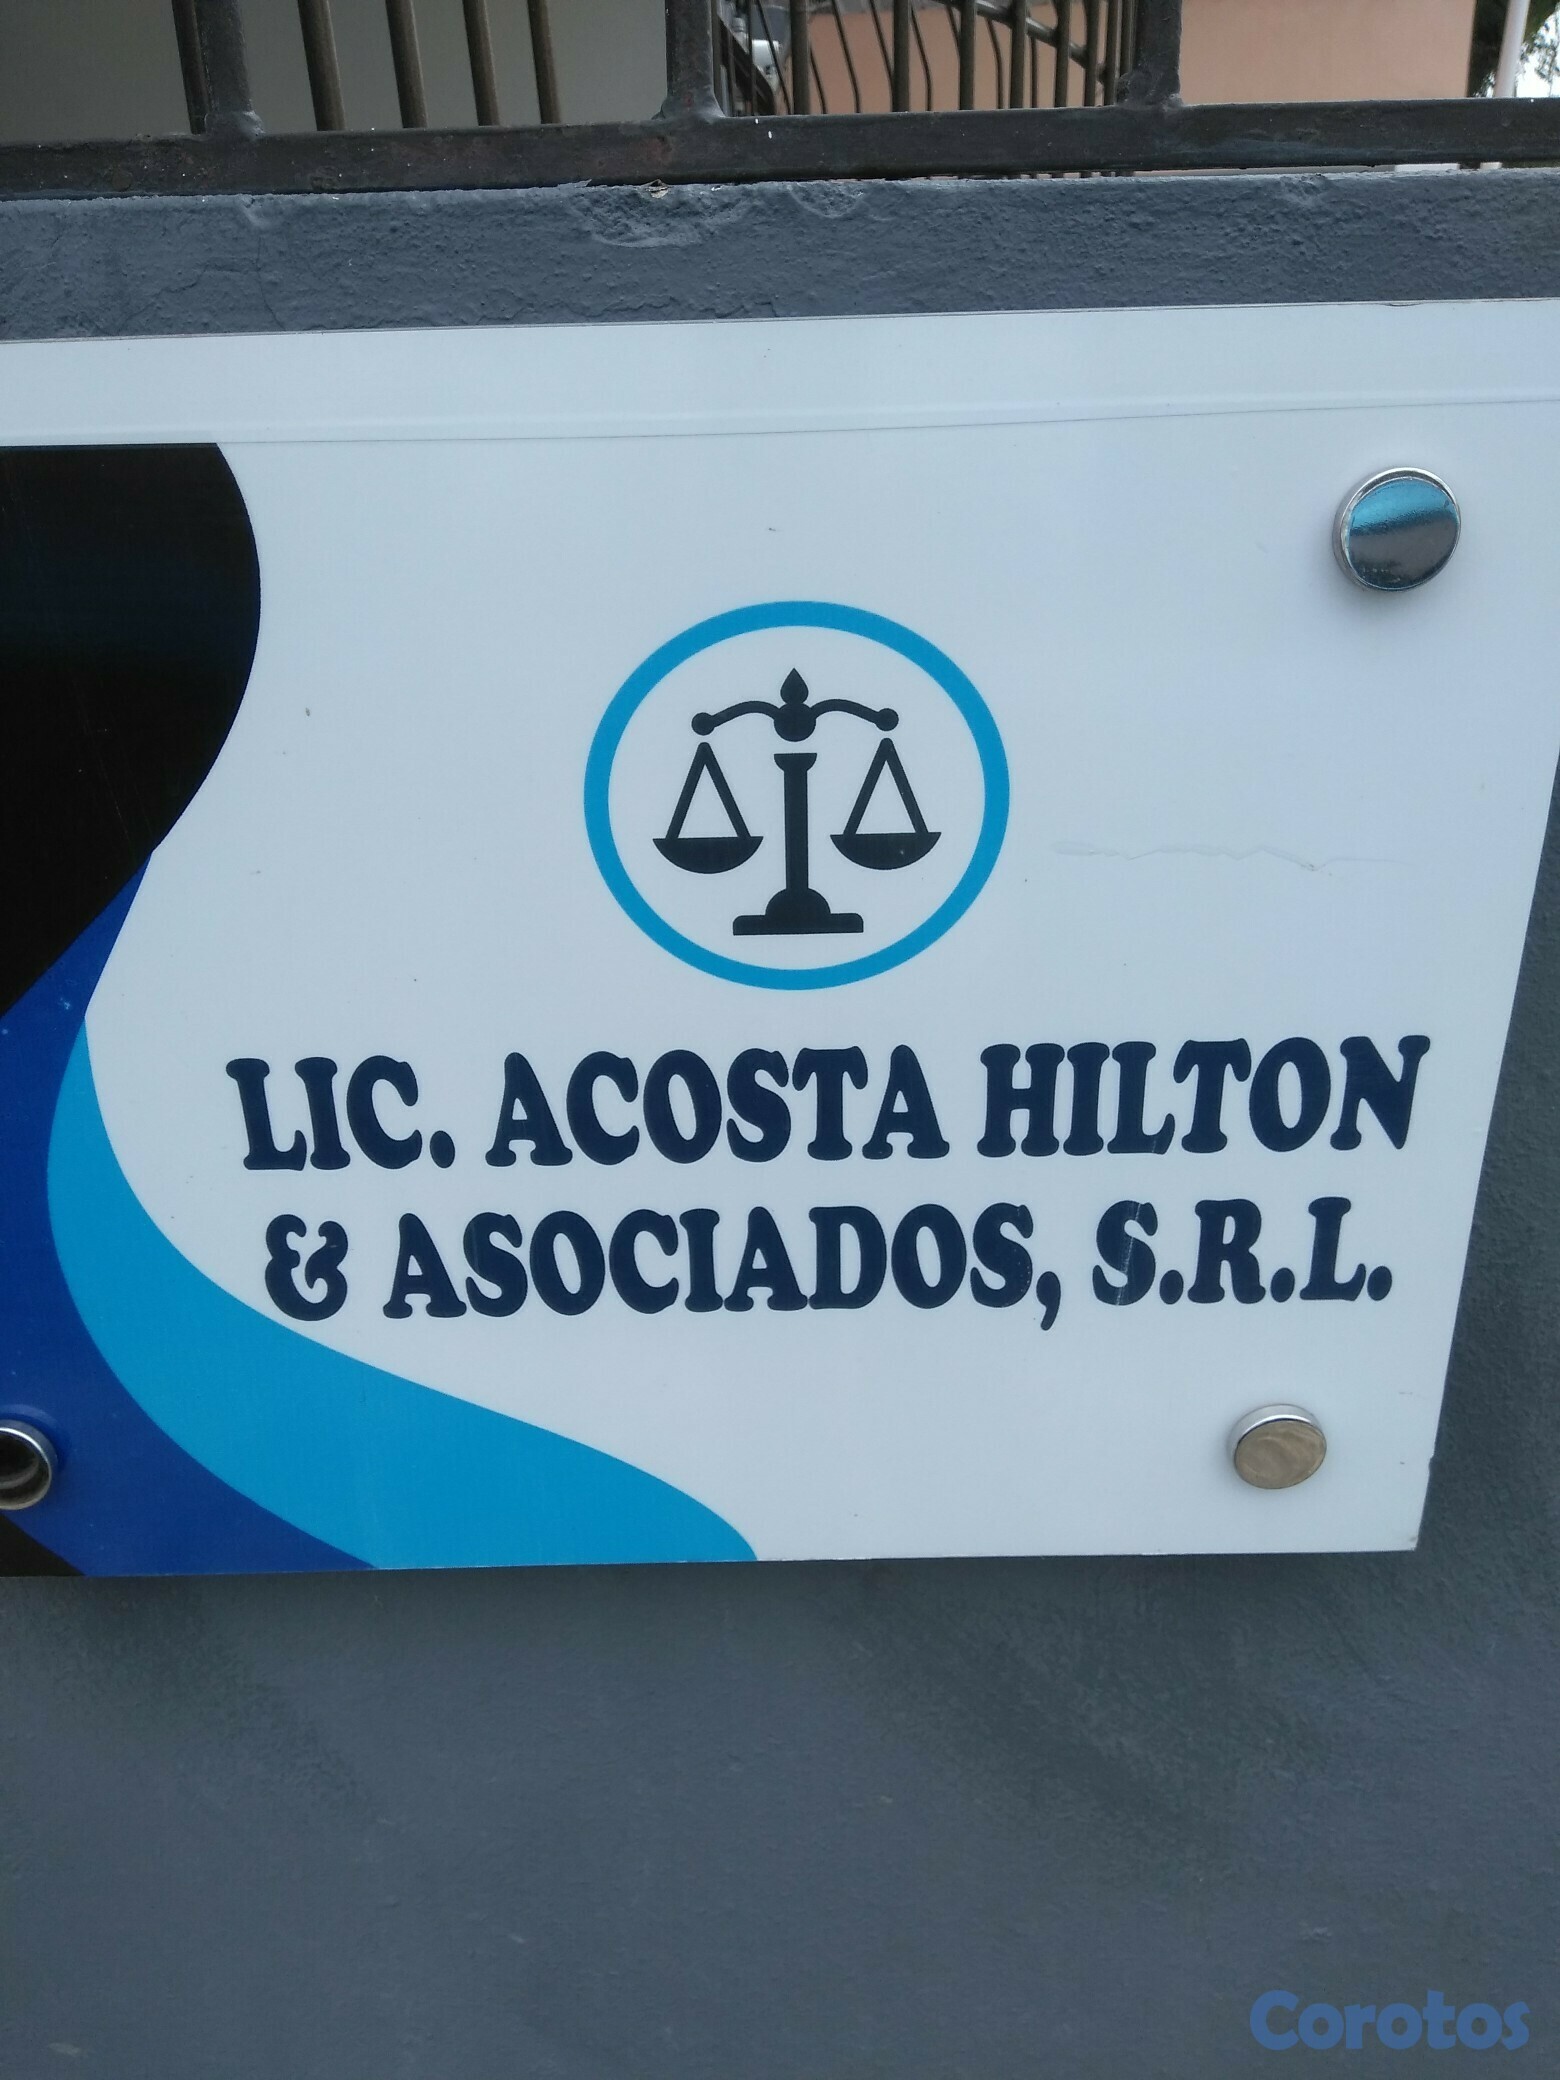 LIC. ACOSTA HILTON
& ASOCIADOS, S.R.L.
Corotos